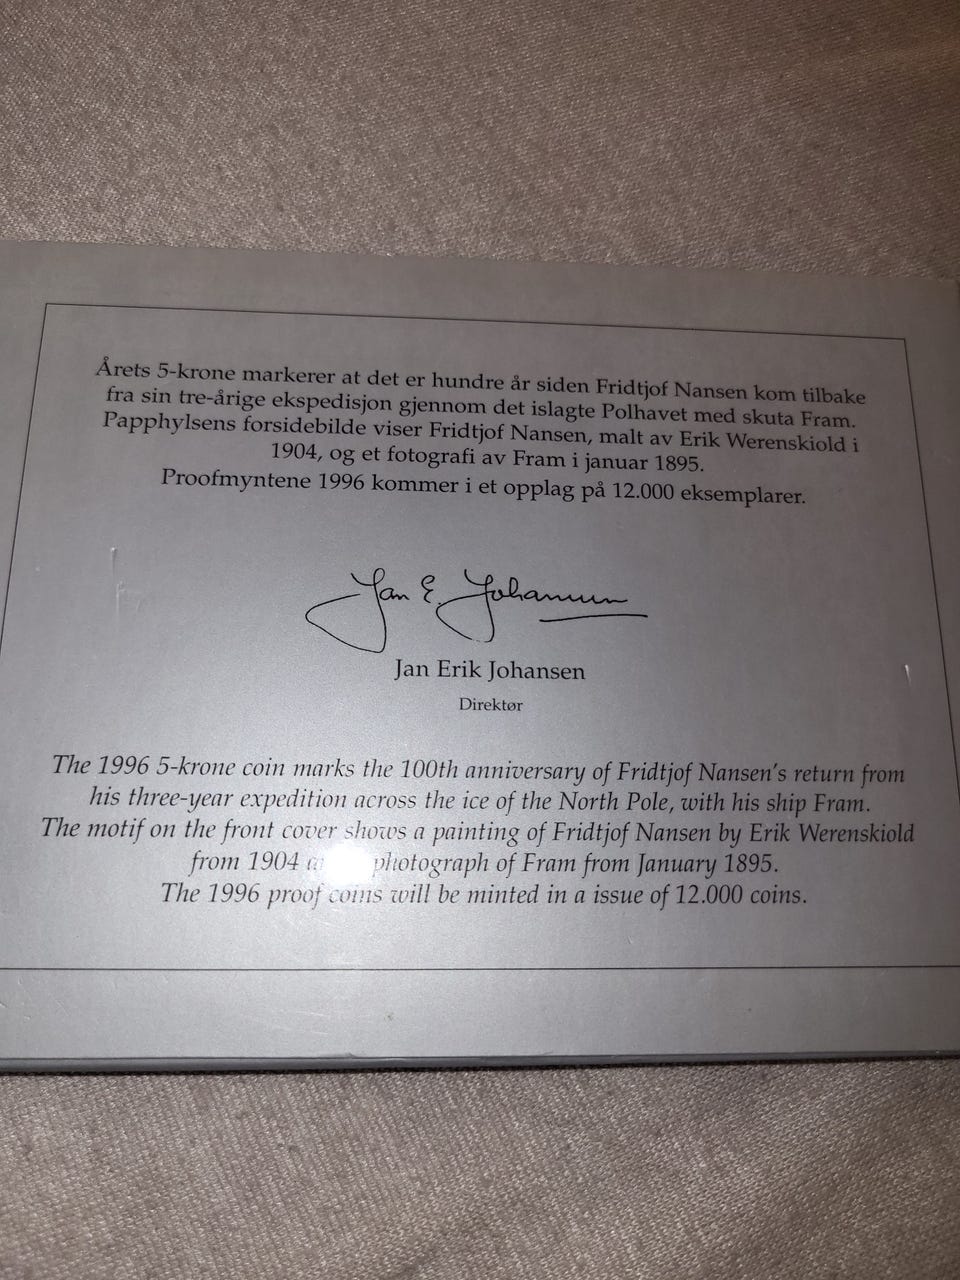 Årets 5-krone markerer at det er hundre år siden Fridtjof Nansen kom tilbake
fra sin tre-årige ekspedisjon gjennom det islagte Polhavet med skuta Fram.
Papphylsens forsidebilde viser Fridtjof Nansen, malt av Erik Werenskiold i
1904, og et fotografi av Fram i januar 1895.
Proofmyntene 1996 kommer i et opplag på 12.000 eksemplarer.
Jan E. Johansen
Jan Erik Johansen
Direktør
The 1996 5-krone coin marks the 100th anniversary of Fridtjof Nansen's return from
his three-year expedition across the ice of the North Pole, with his ship Fram.
The motif on the front cover shows a painting of Fridtjof Nansen by Erik Werenskiold
from 1904 photograph of Fram from January 1895.
The 1996 proof coins will be minted in a issue of 12.000 coins.